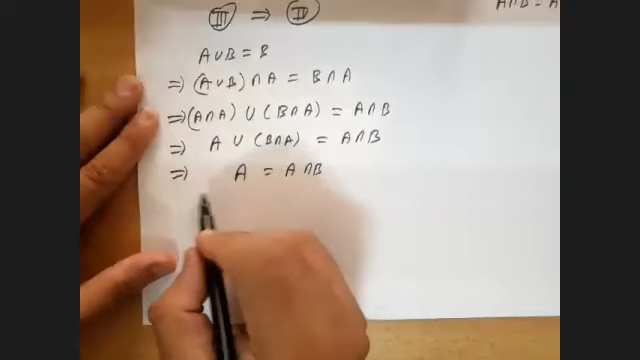 III ⇒ IV
A∩B = A
A∪B = B
⇒ (A∪B) ∩ A = B∩A
⇒ (A∩A) ∪ (B∩A) = A∩B
⇒ A ∪ (B∩A) = A∩B
⇒ A = A∩B